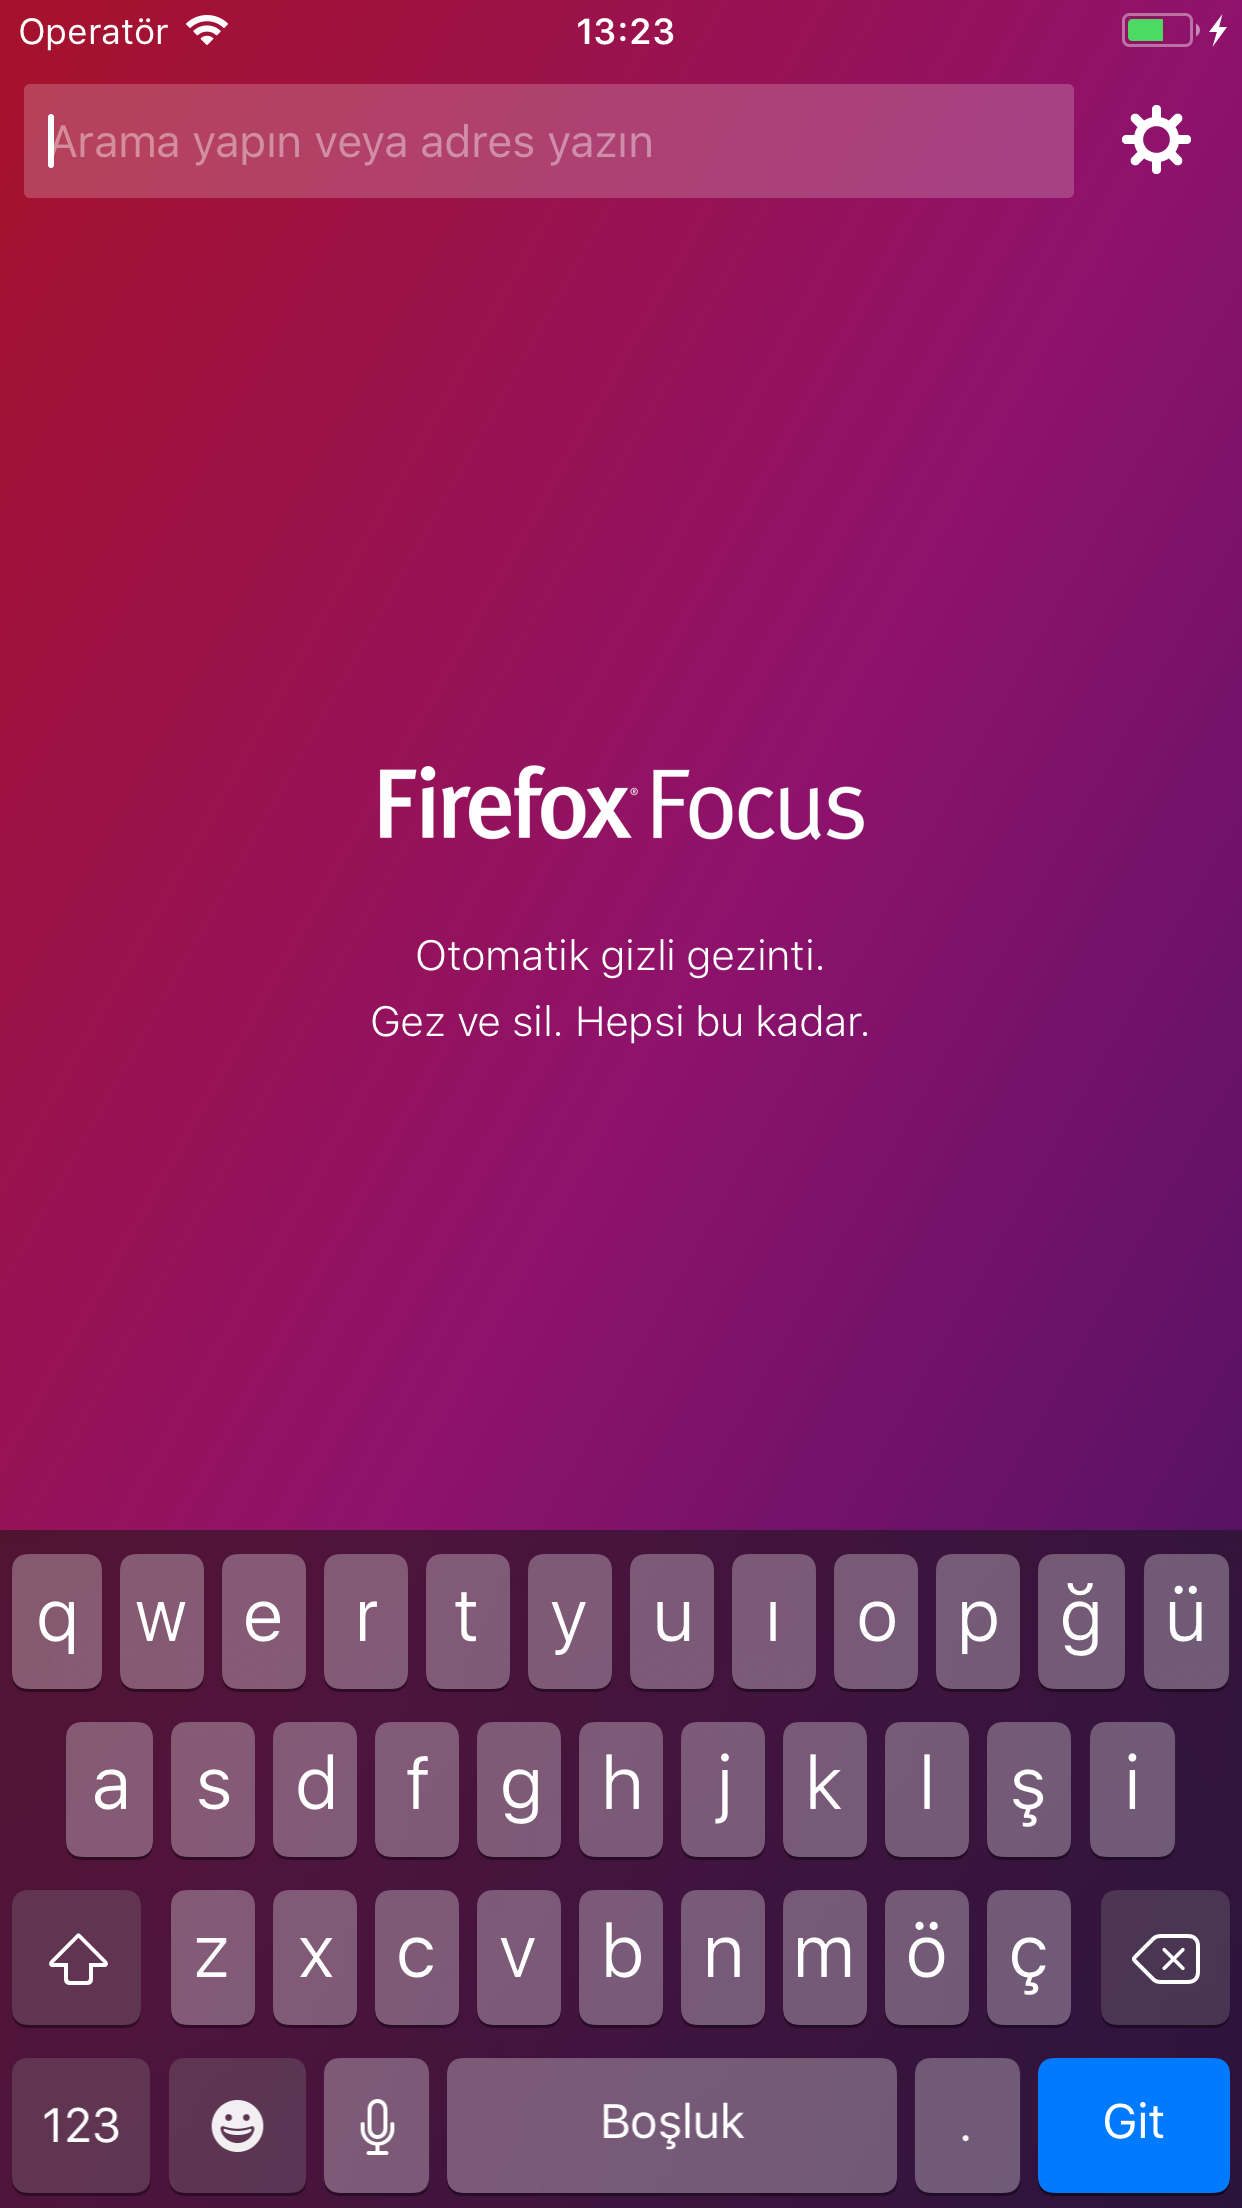 Operatör 13:23
Arama yapın veya adres yazın
Firefox® Focus
Otomatik gizli gezinti.
Gez ve sil. Hepsi bu kadar.
q w e r t y u ı o p ğ ü
a s d f g h j k l ş i
z x c v b n m ö ç
123 Boşluk . Git